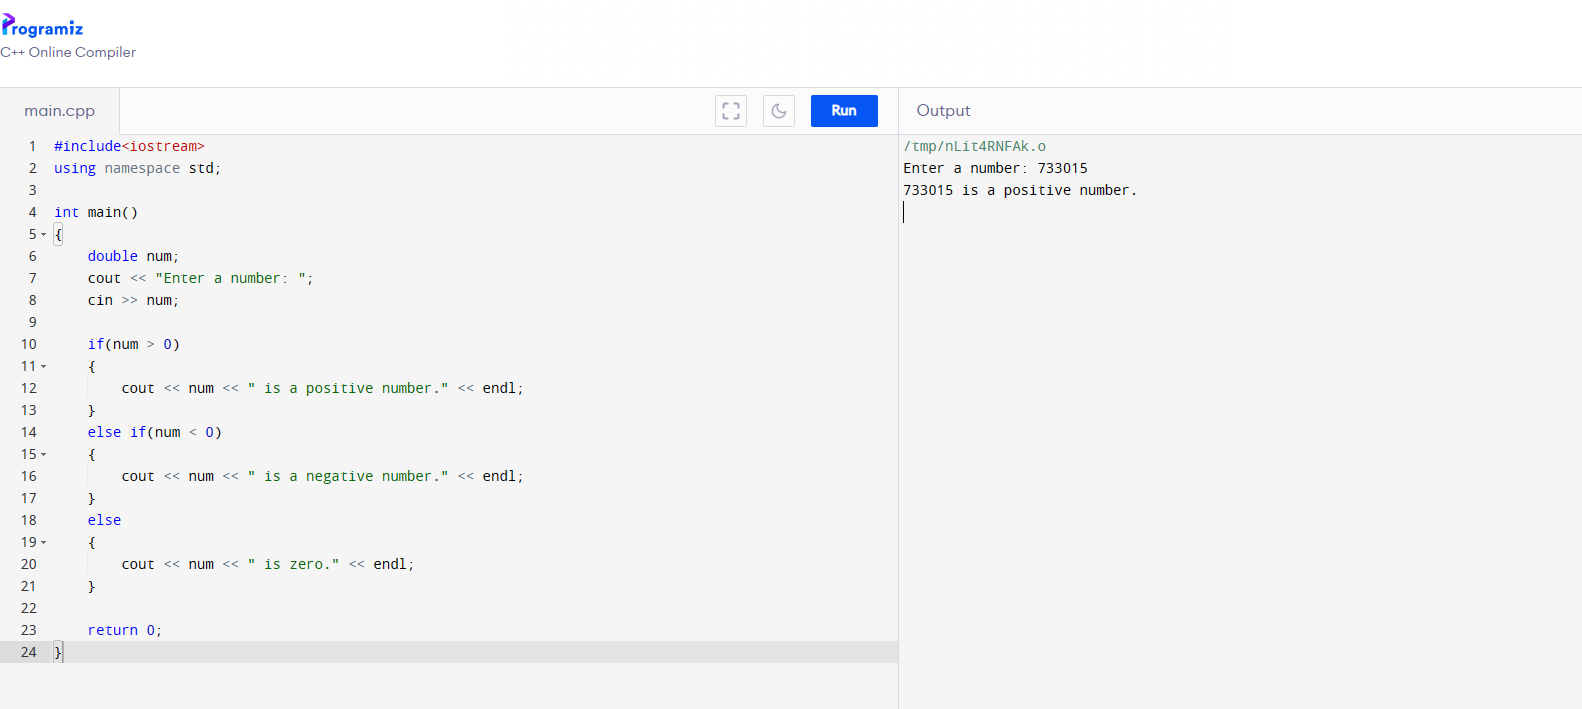 Programiz
C++ Online Compiler
main.cpp
Run
Output
1 #include<iostream>
2 using namespace std;
3
4 int main()
5 {
6     double num;
7     cout << "Enter a number: ";
8     cin >> num;
9
10     if(num > 0)
11     {
12         cout << num << " is a positive number." << endl;
13     }
14     else if(num < 0)
15     {
16         cout << num << " is a negative number." << endl;
17     }
18     else
19     {
20         cout << num << " is zero." << endl;
21     }
22
23     return 0;
24 }
/tmp/nLit4RNFAk.o
Enter a number: 733015
733015 is a positive number.